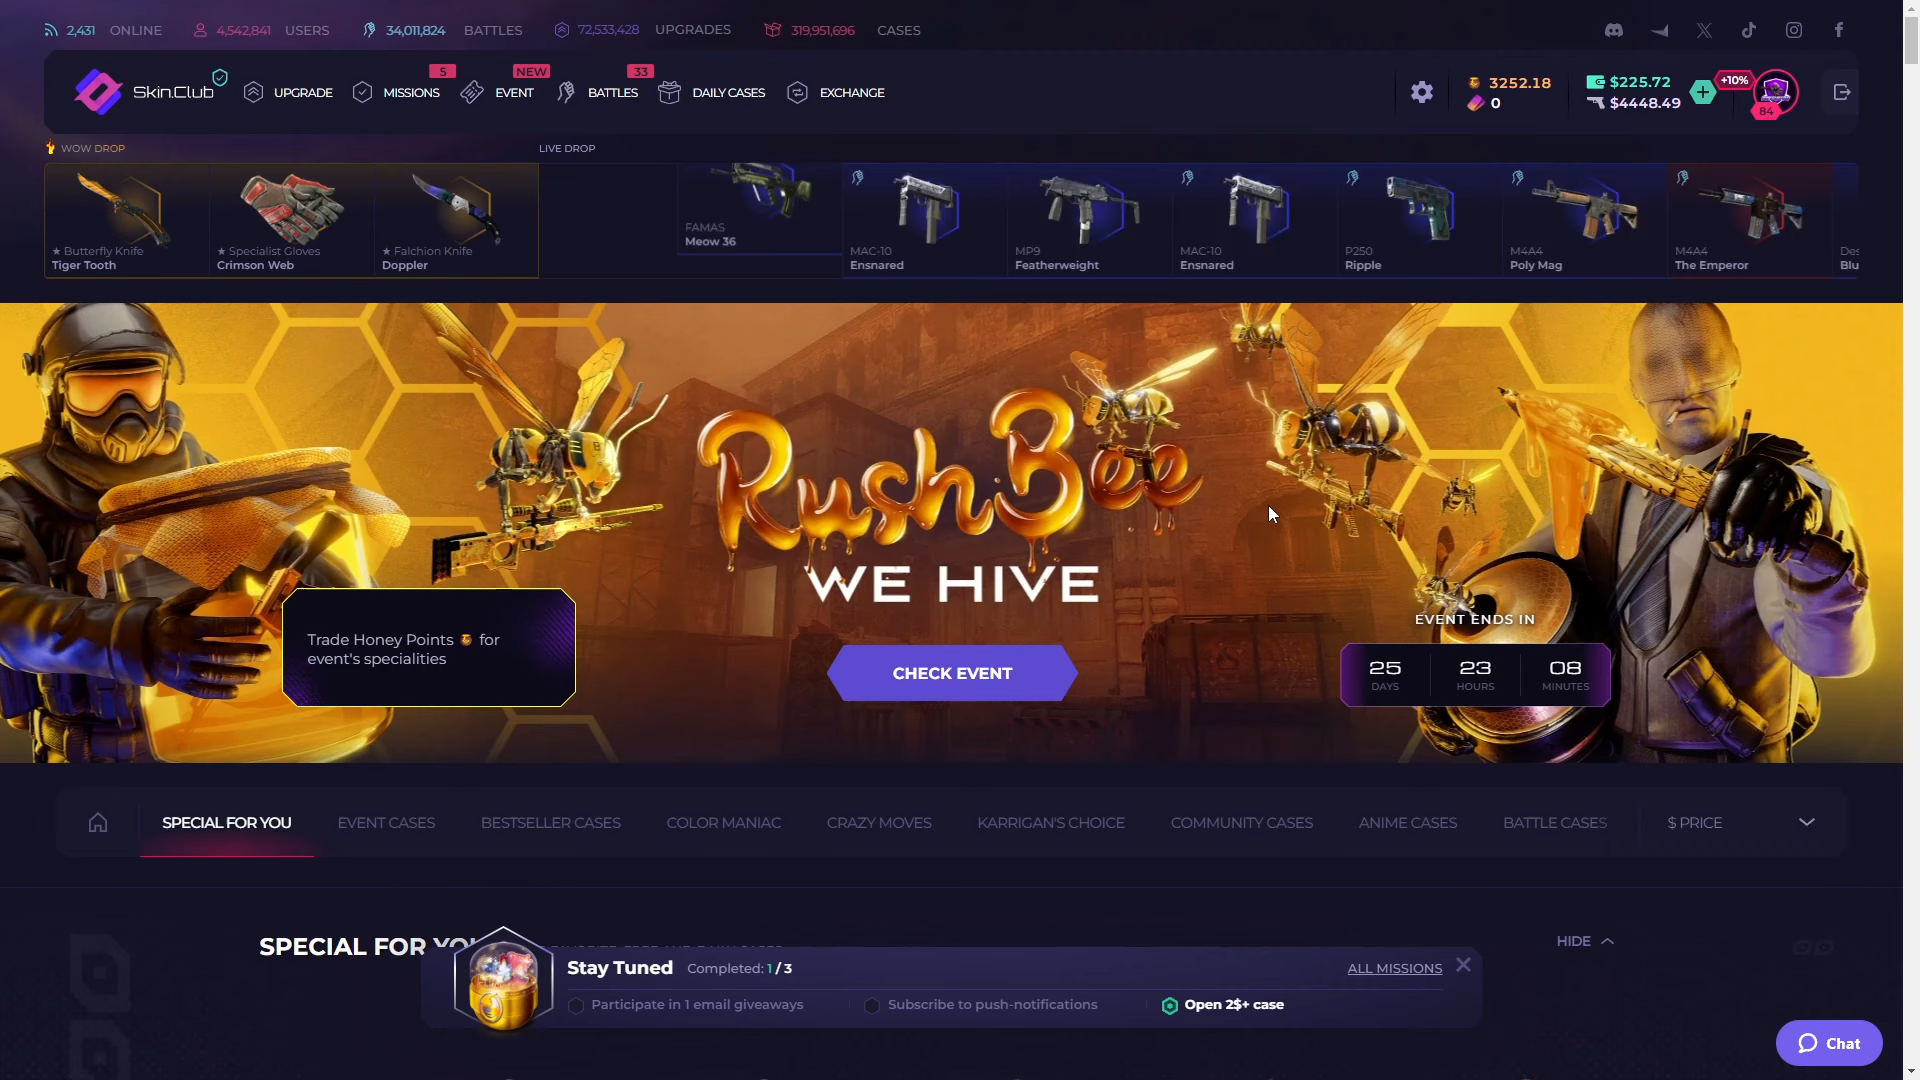 2,431 ONLINE 4,542,841 USERS 34,011,824 BATTLES 72,533,428 UPGRADES 319,951,696 CASES
5 NEW 33
Skin.Club UPGRADE MISSIONS EVENT BATTLES DAILY CASES EXCHANGE
3252.18 $225.72 +10%
0 $4448.49 84
WOW DROP LIVE DROP
★ Butterfly Knife
Tiger Tooth
★ Specialist Gloves
Crimson Web
★ Falchion Knife
Doppler
FAMAS
Meow 36
MAC-10
Ensnared
MP9
Featherweight
MAC-10
Ensnared
P250
Ripple
M4A4
Poly Mag
M4A4
The Emperor
Des
Blu
RushBee
WE HIVE
Trade Honey Points for
event's specialities
CHECK EVENT
EVENT ENDS IN
25 23 08
DAYS HOURS MINUTES
SPECIAL FOR YOU EVENT CASES BESTSELLER CASES COLOR MANIAC CRAZY MOVES KARRIGAN'S CHOICE COMMUNITY CASES ANIME CASES BATTLE CASES $ PRICE
SPECIAL FOR YOU HIDE
Stay Tuned Completed: 1 / 3 ALL MISSIONS
Participate in 1 email giveaways Subscribe to push-notifications Open 2$+ case
Chat